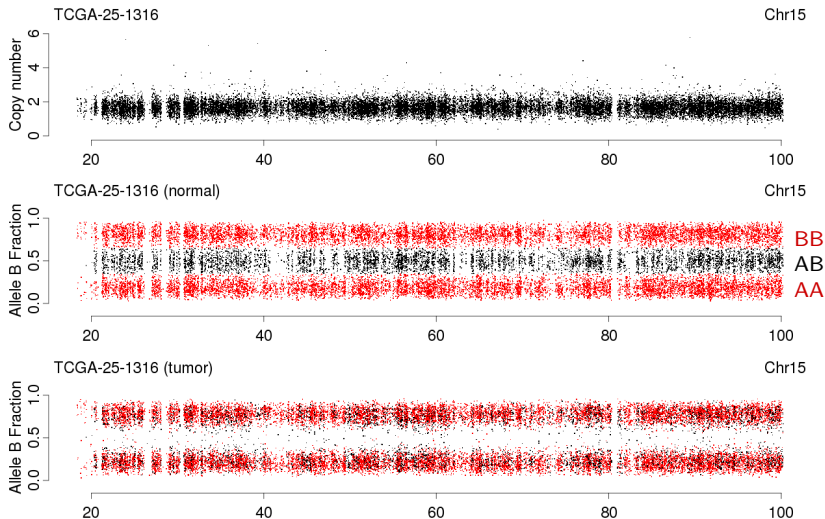 TCGA-25-1316 Chr15
Copy number
6
4
2
0
20 40 60 80 100
TCGA-25-1316 (normal) Chr15
Allele B Fraction
1.0
0.5
0.0
BB
AB
AA
20 40 60 80 100
TCGA-25-1316 (tumor) Chr15
Allele B Fraction
1.0
0.5
0.0
20 40 60 80 100